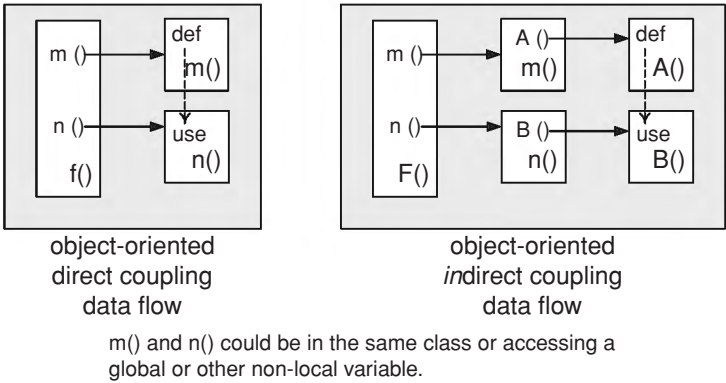 def
m ()
m()
n ()
use
f()
n()
object-oriented
direct coupling
data flow
A ()
def
m ()
m()
A()
n ()
B ()
use
F()
n()
B()
object-oriented
indirect coupling
data flow
m() and n() could be in the same class or accessing a
global or other non-local variable.